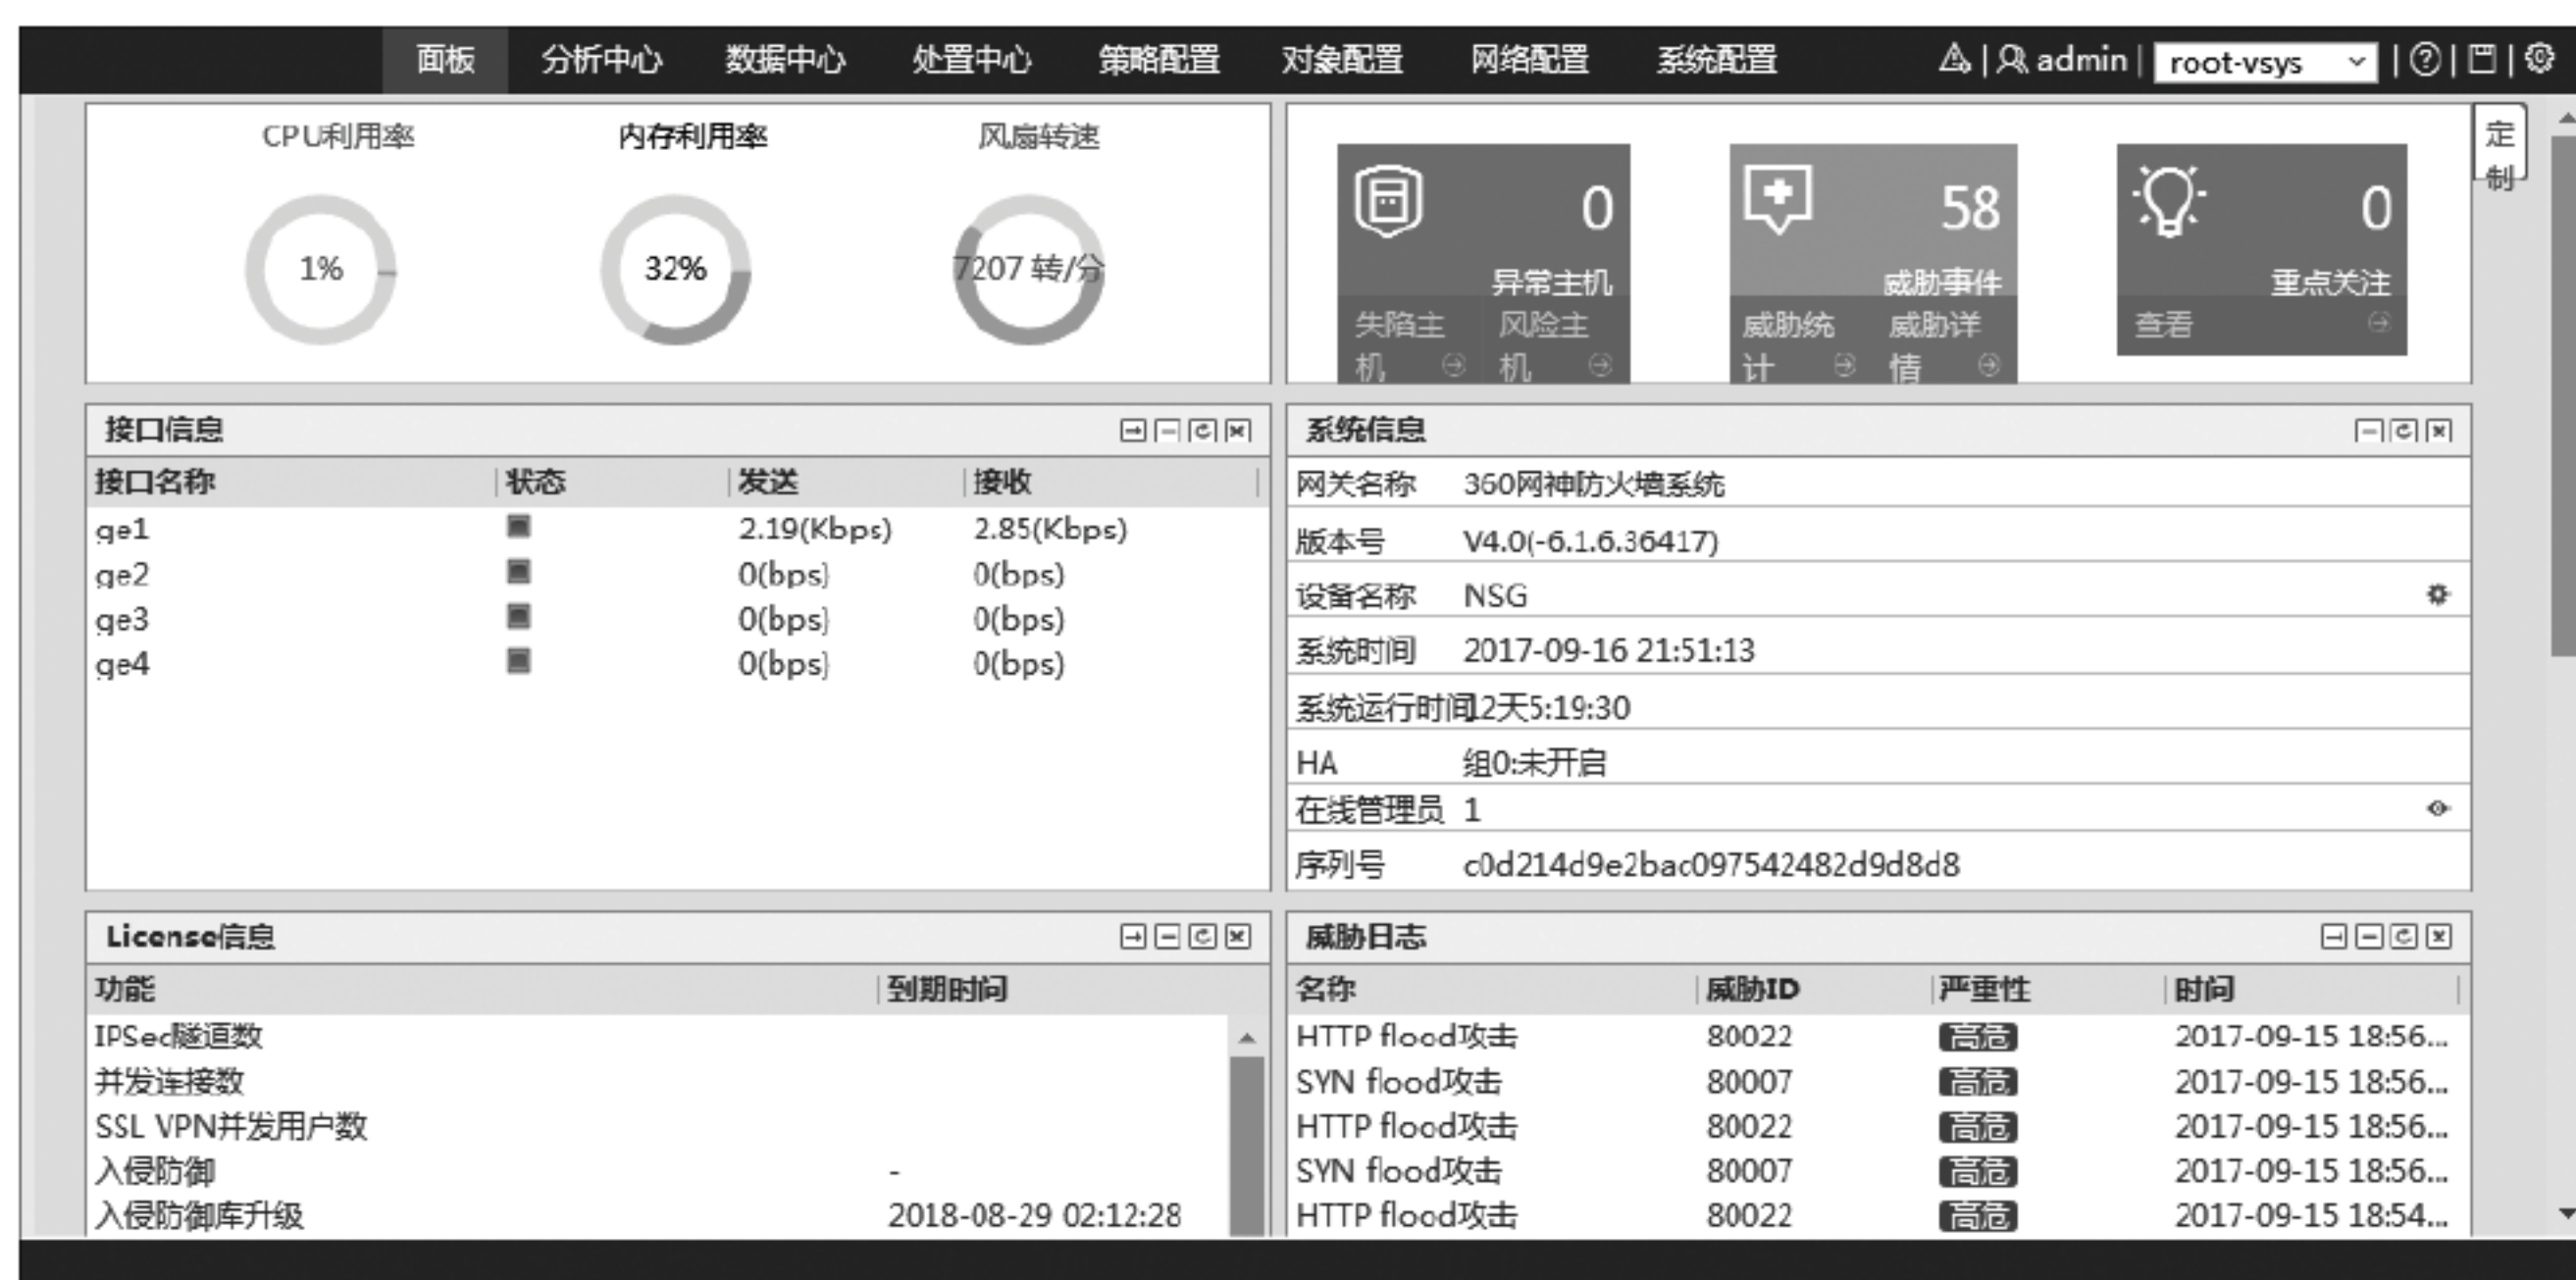 面板 分析中心 数据中心 处置中心 策略配置 对象配置 网络配置 系统配置 admin root-vsys
CPU利用率 内存利用率 风扇转速
1% 32% 7207 转/分
0 58 0
异常主机 威胁事件 重点关注
失陷主机 风险主机 威胁统计 威胁详情 查看
定制
接口信息
接口名称 状态 发送 接收
ge1 2.19(Kbps) 2.85(Kbps)
ge2 0(bps) 0(bps)
ge3 0(bps) 0(bps)
ge4 0(bps) 0(bps)
系统信息
网关名称 360网神防火墙系统
版本号 V4.0(-6.1.6.36417)
设备名称 NSG
系统时间 2017-09-16 21:51:13
系统运行时间12天5:19:30
HA 组0:未开启
在线管理员 1
序列号 c0d214d9e2bac097542482d9d8d8
License信息
功能 到期时间
IPSec隧道数
并发连接数
SSL VPN并发用户数
入侵防御 -
入侵防御库升级 2018-08-29 02:12:28
威胁日志
名称 威胁ID 严重性 时间
HTTP flood攻击 80022 高危 2017-09-15 18:56...
SYN flood攻击 80007 高危 2017-09-15 18:56...
HTTP flood攻击 80022 高危 2017-09-15 18:56...
SYN flood攻击 80007 高危 2017-09-15 18:56...
HTTP flood攻击 80022 高危 2017-09-15 18:54...